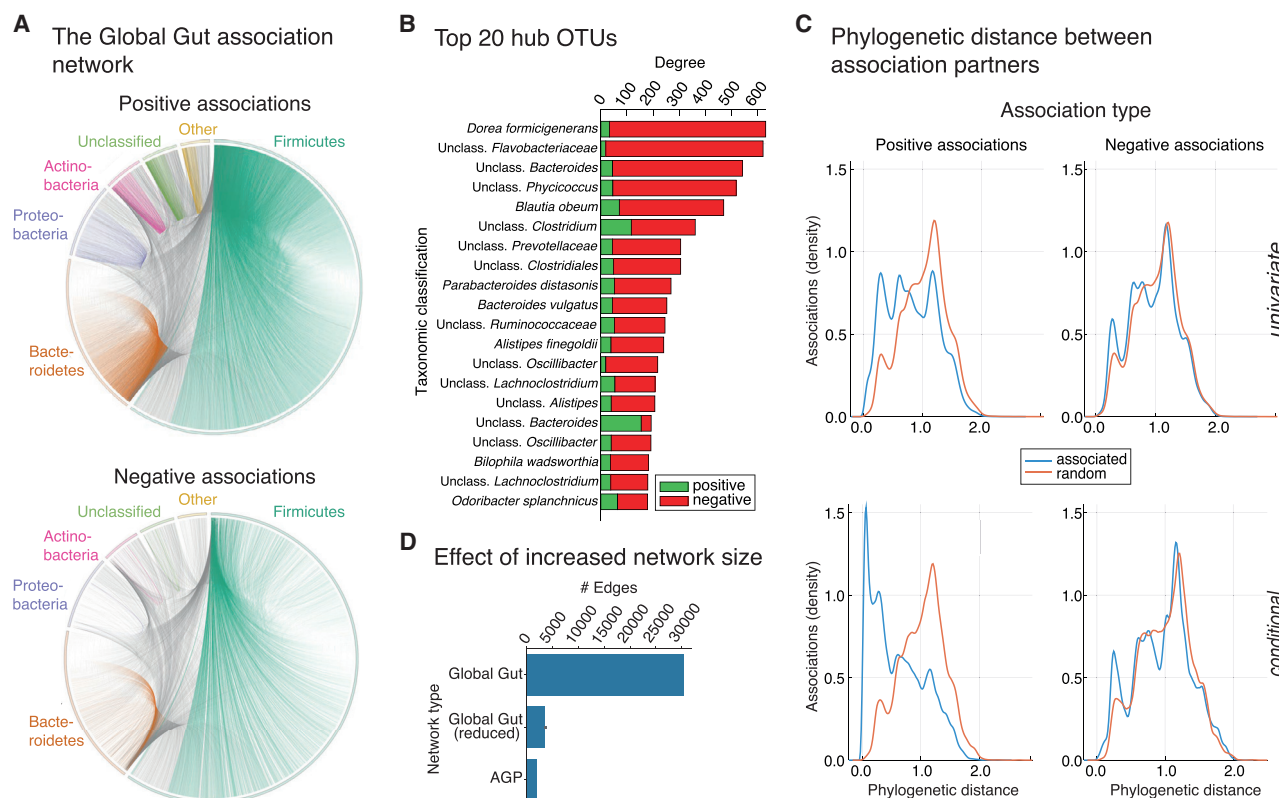 A
The Global Gut association
network
Positive associations
Other
Unclassified
Firmicutes
Actino-
bacteria
Proteo-
bacteria
Bacte-
roidetes
Negative associations
Other
Unclassified
Firmicutes
Actino-
bacteria
Proteo-
bacteria
Bacte-
roidetes
B
Top 20 hub OTUs
Degree
0 100 200 300 400 500 600
Taxonomic classification
Dorea formicigenerans
Unclass. Flavobacteriaceae
Unclass. Bacteroides
Unclass. Phycicoccus
Blautia obeum
Unclass. Clostridium
Unclass. Prevotellaceae
Unclass. Clostridiales
Parabacteroides distasonis
Bacteroides vulgatus
Unclass. Ruminococcaceae
Alistipes finegoldii
Unclass. Oscillibacter
Unclass. Lachnoclostridium
Unclass. Alistipes
Unclass. Bacteroides
Unclass. Oscillibacter
Bilophila wadsworthia
Unclass. Lachnoclostridium
Odoribacter splanchnicus
positive
negative
D
Effect of increased network size
# Edges
0 5000 10000 15000 20000 25000 30000
Network type
Global Gut
Global Gut
(reduced)
AGP
C
Phylogenetic distance between
association partners
Association type
Positive associations
Negative associations
Associations (density)
1.5
1.0
0.5
0.0
0.0 1.0 2.0
1.5
1.0
0.5
0.0
0.0 1.0 2.0
univariate
associated
random
Associations (density)
1.5
1.0
0.5
0.0
0.0 1.0 2.0
Phylogenetic distance
1.5
1.0
0.5
0.0
0.0 1.0 2.0
Phylogenetic distance
conditional